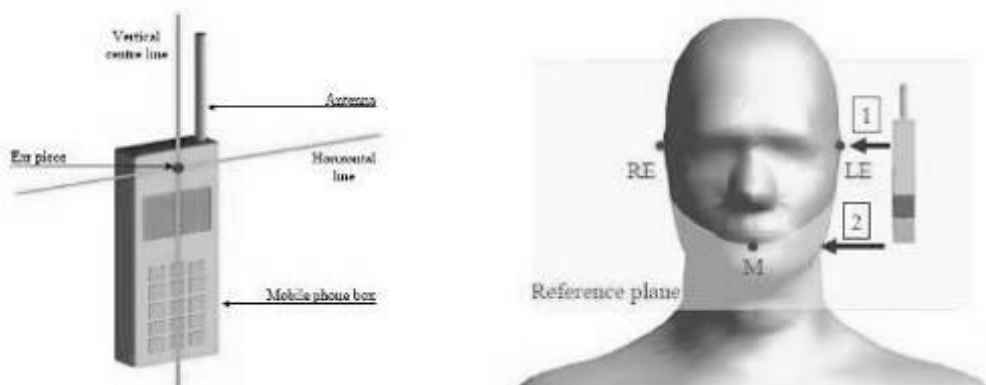 Vertical
centre line
Antenna
Ear piece
Horizontal
line
Mobile phone box
1
RE
LE
2
M
Reference plane